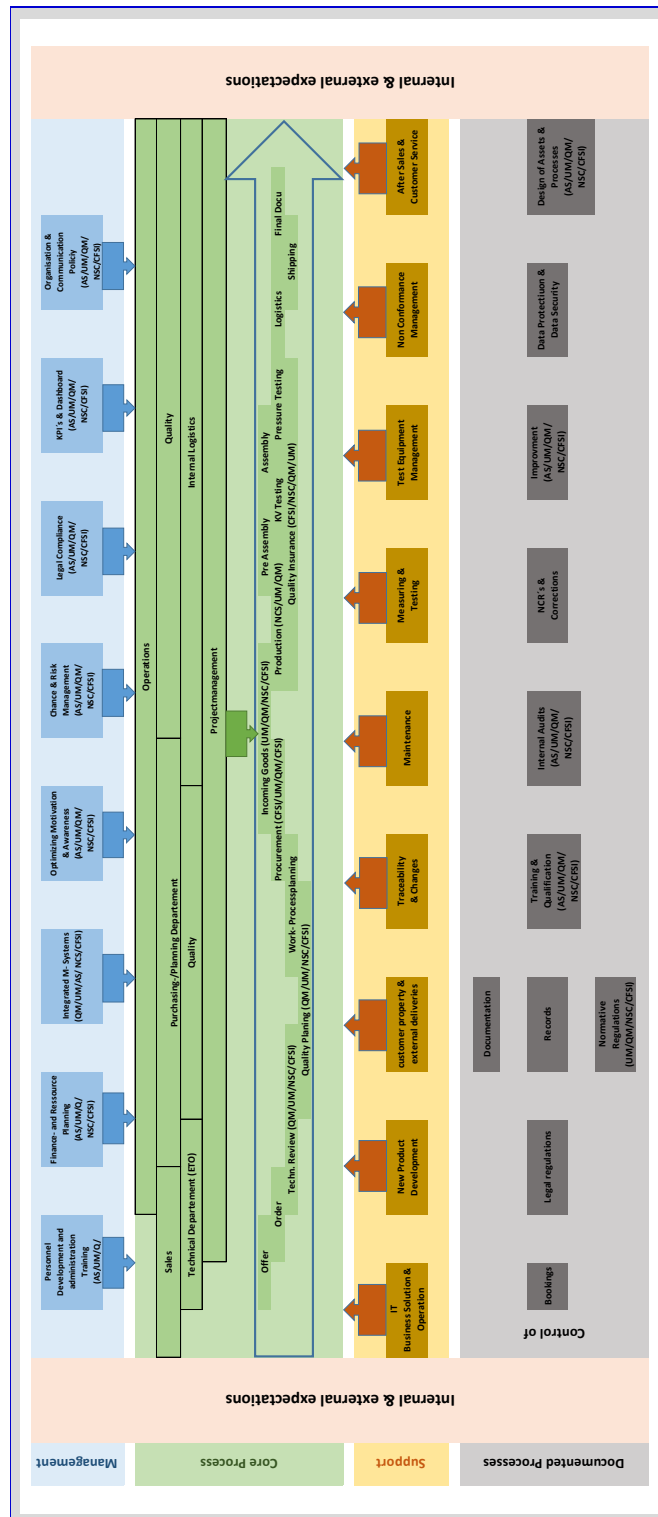 Management
Core Process
Support
Documented Processes
Internal & external expectations
Internal & external expectations
Personnel
Development and
administration
Training
(AS/UM/Q/
Finance- and Ressource
Planning
(AS/UM/Q/
NSC/CFSI)
Integrated M- Systems
(QM/UM/AS/ NCS/CFSI)
Optimizing Motivation
& Awareness
(AS/UM/QM/
NSC/CFSI)
Chance & Risk
Management
(AS/UM/QM/
NSC/CFSI)
Legal Compliance
(AS/UM/QM/
NSC/CFSI)
KPI´s & Dashboard
(AS/UM/QM/
NSC/CFSI)
Organisation &
Communication
Policiy
(AS/UM/QM/
NSC/CFSI)
Operations
Sales
Purchasing-/Planning Departement
Quality
Technical Departement (ETO)
Quality
Internal Logistics
Projectmanagement
Offer
Order
Techn. Review (QM/UM/NSC/CFSI)
Quality Planing (QM/UM/NSC/CFSI)
Work- Processplanning
Procurement (CFSI/UM/QM/CFSI)
Incoming Goods (UM/QM/NSC/CFSI)
Production (NCS/UM/QM)
Quality Insurance (CFSI/NSC/QM/UM)
Pre Assembly
KV Testing
Assembly
Pressure Testing
Logistics
Shipping
Final Docu
IT
Business Solution &
Operation
New Product
Development
customer property &
external deliveries
Traceability
& Changes
Maintenance
Measuring &
Testing
Test Equipment
Management
Non Conformance
Management
After Sales &
Customer Service
Control of
Bookings
Legal regulations
Documentation
Records
Normative
Regulations
(UM/QM/NSC/CFSI)
Training &
Qualification
(AS/UM/QM/
NSC/CFSI)
Internal Audits
(AS/UM/QM/
NSC/CFSI)
NCR´s &
Corrections
Improvment
(AS/UM/QM/
NSC/CFSI)
Data Protectiuon &
Data Security
Design of Assets &
Processes
(AS/UM/QM/
NSC/CFSI)